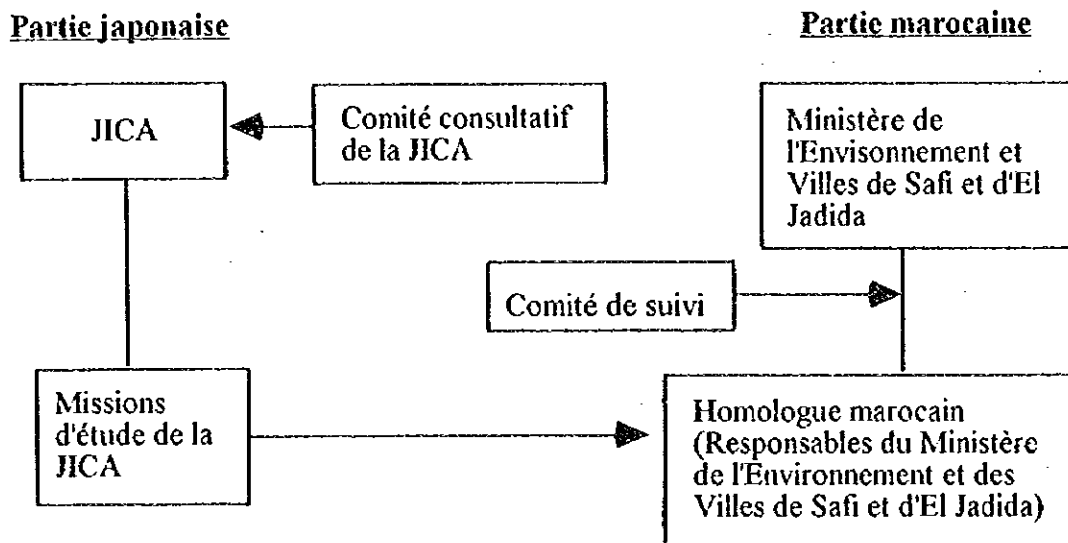 Partie japonaise
Partie marocaine
JICA
Comité consultatif
de la JICA
Ministère de
l'Envisonnement et
Villes de Safi et d'El
Jadida
Comité de suivi
Missions
d'étude de la
JICA
Homologue marocain
(Responsables du Ministère
de l'Environnement et des
Villes de Safi et d'El Jadida)